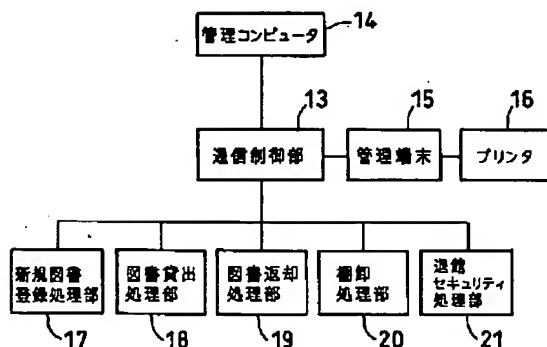 管理コンピュータ
14
13
15
16
通信制御部
管理端末
プリンタ
新規図書
登録処理部
図書貸出
処理部
図書返却
処理部
棚卸
処理部
退館
セキュリティ
処理部
17
18
19
20
21